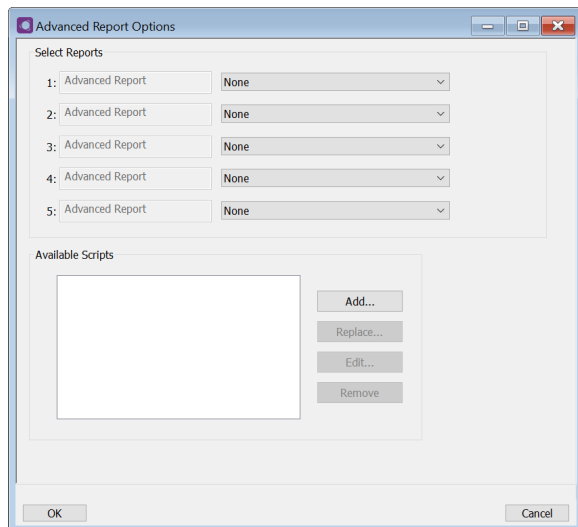 Advanced Report Options
Select Reports
1: Advanced Report None
2: Advanced Report None
3: Advanced Report None
4: Advanced Report None
5: Advanced Report None
Available Scripts
Add...
Replace...
Edit...
Remove
OK Cancel